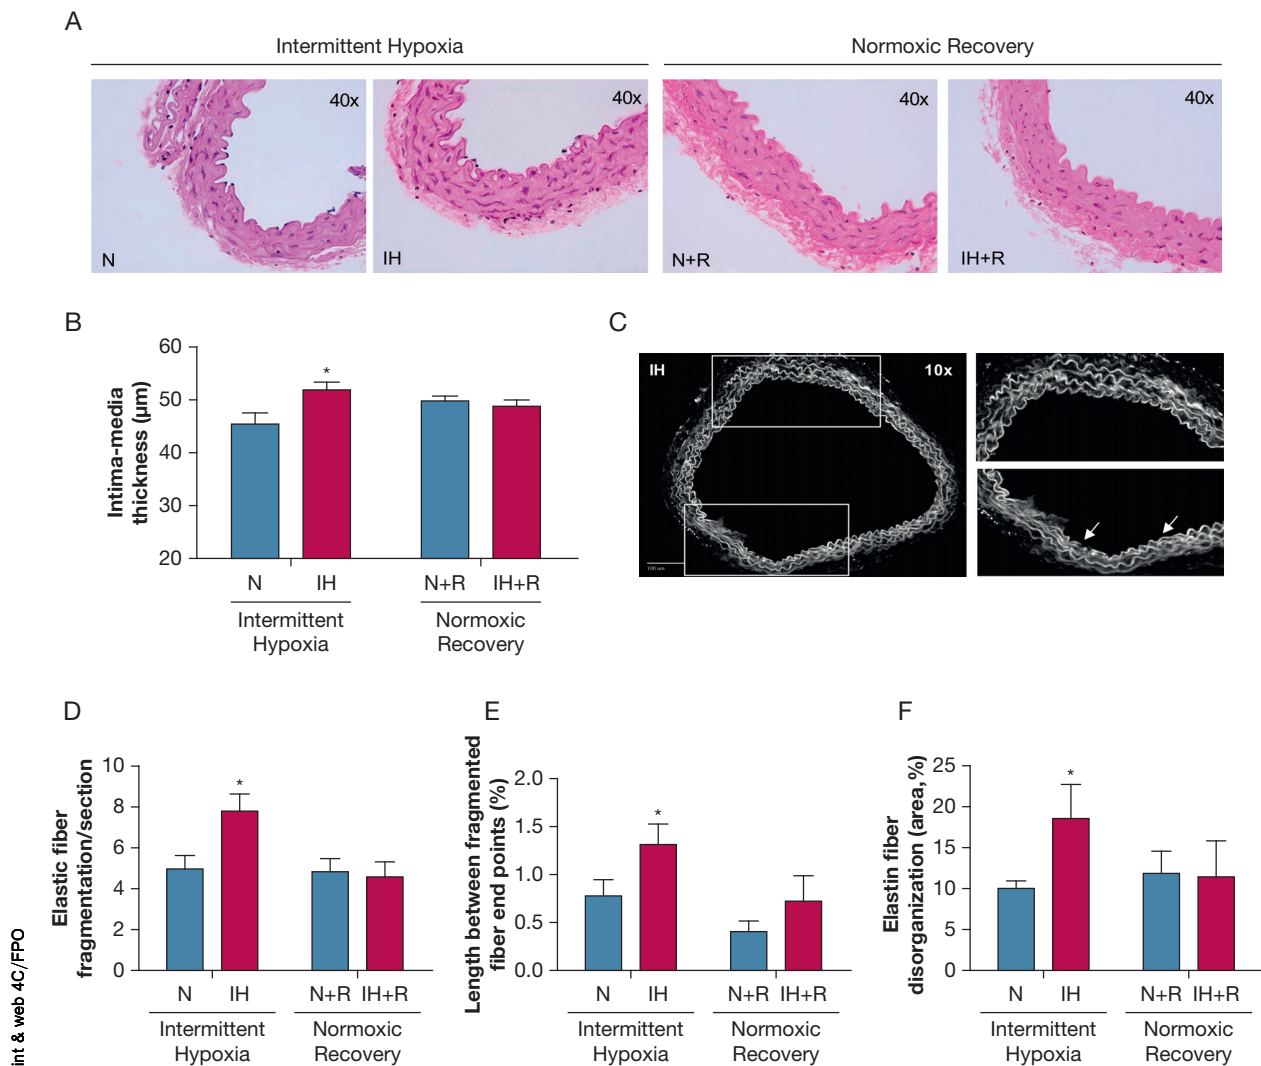 A
Intermittent Hypoxia
Normoxic Recovery
40x
40x
40x
40x
N
IH
N+R
IH+R
B
Intima-media
thickness (μm)
60
50
40
30
20
*
N
IH
N+R
IH+R
Intermittent
Hypoxia
Normoxic
Recovery
C
IH
10x
100 um
D
Elastic fiber
fragmentation/section
10
8
6
4
2
0
*
N
IH
N+R
IH+R
Intermittent
Hypoxia
Normoxic
Recovery
E
Length between fragmented
fiber end points (%)
2.0
1.5
1.0
0.5
0.0
*
N
IH
N+R
IH+R
Intermittent
Hypoxia
Normoxic
Recovery
F
Elastin fiber
disorganization (area,%)
25
20
15
10
5
0
*
N
IH
N+R
IH+R
Intermittent
Hypoxia
Normoxic
Recovery
int & web 4C/FPO